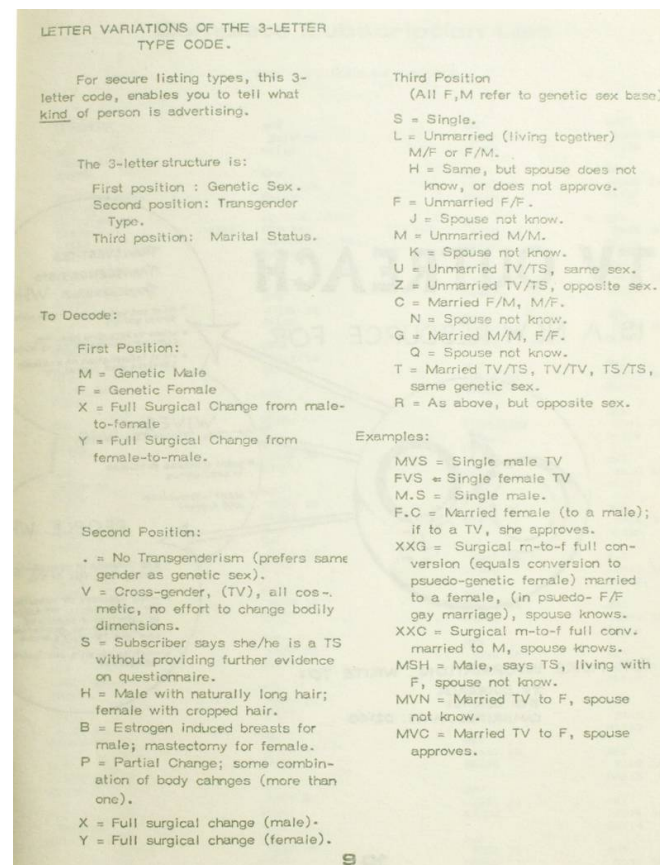 LETTER VARIATIONS OF THE 3-LETTER
TYPE CODE.
For secure listing types, this 3-
letter code, enables you to tell what
kind of person is advertising.
The 3-letter structure is:
First position : Genetic Sex.
Second position: Transgender
Type.
Third position: Marital Status.
To Decode:
First Position:
M = Genetic Male
F = Genetic Female
X = Full Surgical Change from male-
to-female
Y = Full Surgical Change from
female-to-male.
Second Position:
. = No Transgenderism (prefers same
gender as genetic sex).
V = Cross-gender, (TV), all cos-
metic, no effort to change bodily
dimensions.
S = Subscriber says she/he is a TS
without providing further evidence
on questionnaire.
H = Male with naturally long hair;
female with cropped hair.
B = Estrogen induced breasts for
male; mastectomy for female.
P = Partial Change; some combin-
ation of body cahnges (more than
one).
X = Full surgical change (male).
Y = Full surgical change (female).
Third Position
(All F,M refer to genetic sex base)
S = Single.
L = Unmarried (living together)
M/F or F/M.
H = Same, but spouse does not
know, or does not approve.
F = Unmarried F/F.
J = Spouse not know.
M = Unmarried M/M.
K = Spouse not know.
U = Unmarried TV/TS, same sex.
Z = Unmarried TV/TS, opposite sex.
C = Married F/M, M/F.
N = Spouse not know.
G = Married M/M, F/F.
Q = Spouse not know.
T = Married TV/TS, TV/TV, TS/TS,
same genetic sex.
R = As above, but opposite sex.
Examples:
MVS = Single male TV
FVS = Single female TV
M.S = Single male.
F.C = Married female (to a male);
if to a TV, she approves.
XXG = Surgical m-to-f full con-
version (equals conversion to
psuedo-genetic female) married
to a female, (in psuedo- F/F
gay marriage), spouse knows.
XXC = Surgical m-to-f full conv.
married to M, spouse knows.
MSH = Male, says TS, living with
F, spouse not know.
MVN = Married TV to F, spouse
not know.
MVC = Married TV to F, spouse
approves.
9